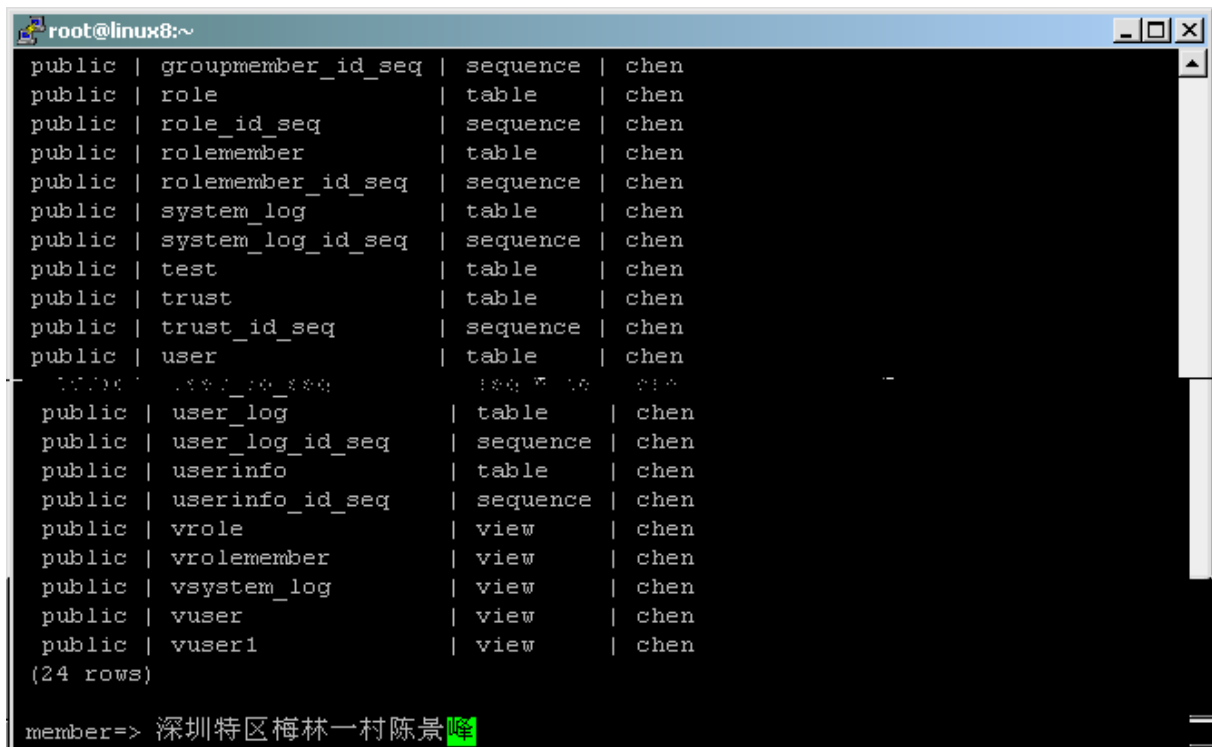 root@linux8:~
public | groupmember_id_seq | sequence | chen
public | role | table | chen
public | role_id_seq | sequence | chen
public | rolemember | table | chen
public | rolemember_id_seq | sequence | chen
public | system_log | table | chen
public | system_log_id_seq | sequence | chen
public | test | table | chen
public | trust | table | chen
public | trust_id_seq | sequence | chen
public | user | table | chen
public | user_log | table | chen
public | user_log_id_seq | sequence | chen
public | userinfo | table | chen
public | userinfo_id_seq | sequence | chen
public | vrole | view | chen
public | vrolemember | view | chen
public | vsystem_log | view | chen
public | vuser | view | chen
public | vuser1 | view | chen
(24 rows)
member=> 深圳特区梅林一村陈景峰